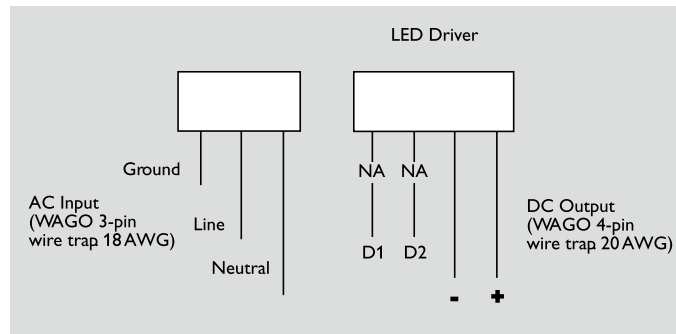 LED Driver
Ground
NA NA
AC Input
(WAGO 3-pin
wire trap 18 AWG)
Line
Neutral
D1 D2
DC Output
(WAGO 4-pin
wire trap 20 AWG)
- +